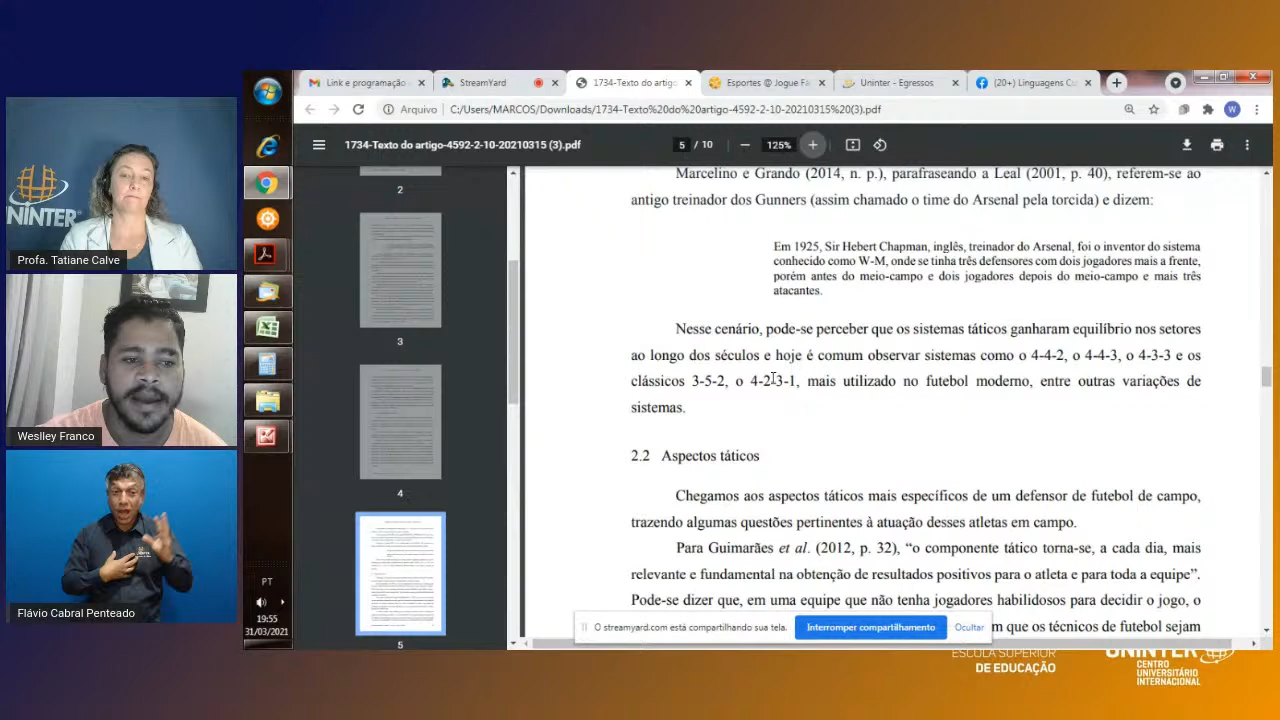 Link e programação
StreamYard
1734-Texto do artigo
Esportes @ Jogue Fá
Uninter - Egressos
(20+) Linguagens Cu
Arquivo
C:/Users/MARCOS/Downloads/1734-Texto%20do%20artigo-4592-2-10-20210315%20(3).pdf
W
1734-Texto do artigo-4592-2-10-20210315 (3).pdf
5 / 10
125%
2
3
4
5
Marcelino e Grando (2014, n. p.), parafraseando a Leal (2001, p. 40), referem-se ao
antigo treinador dos Gunners (assim chamado o time do Arsenal pela torcida) e dizem:
Em 1925, Sir Hebert Chapman, inglês, treinador do Arsenal, foi o inventor do sistema
conhecido como W-M, onde se tinha três defensores com dois jogadores mais a frente,
porém antes do meio-campo e dois jogadores depois do meio-campo e mais três
atacantes.
Nesse cenário, pode-se perceber que os sistemas táticos ganharam equilíbrio nos setores
ao longo dos séculos e hoje é comum observar sistemas como o 4-4-2, o 4-4-3, o 4-3-3 e os
clássicos 3-5-2, o 4-2-3-1, mais utilizado no futebol moderno, entre outras variações de
sistemas.
2.2 Aspectos táticos
Chegamos aos aspectos táticos mais específicos de um defensor de futebol de campo,
trazendo algumas questões pertinentes à atuação desses atletas em campo.
Para Guimarães et al. (2012, p. 32), “o componente tático torna-se, a cada dia, mais
relevante e fundamental na obtenção de resultados positivos para o atleta e para toda a equipe”.
Pode-se dizer que, em uma equipe que não tenha jogadores habilidosos para decidir o jogo, o
m que os técnicos de futebol sejam
O streamyard.com está compartilhando sua tela.
Interromper compartilhamento
Ocultar
UNINTER
Profa. Tatiane Calve
Weslley Franco
Flávio Cabral Penteado
PT
19:55
31/03/2021
ESCOLA SUPERIOR
DE EDUCAÇÃO
UNINTER
CENTRO
UNIVERSITÁRIO
INTERNACIONAL